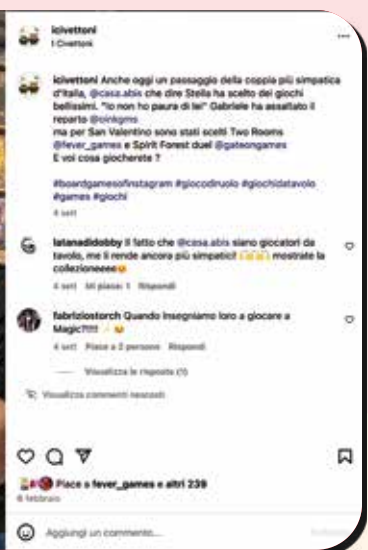 icivettoni
I Civettoni
icivettoni Anche oggi un passaggio della coppia più simpatica
d'Italia, @casa.abis che dire Stella ha scelto dei giochi
bellissimi. "Io non ho paura di lei" Gabriele ha assaltato il
reparto @oinkgms
ma per San Valentino sono stati scelti Two Rooms
@fever_games e Spirit Forest duel @gateongames
E voi cosa giocherete ?
#boardgamesofinstagram #giocodiruolo #giochidatavolo
#games #giochi
4 sett
latanadidobby Il fatto che @casa.abis siano giocatori da
tavolo, me li rende ancora più simpatici! mostrate la
collezioneeee
4 sett Mi piace: 1 Rispondi
fabriziostorch Quando insegniamo loro a giocare a
Magic?!!!!
4 sett Piace a 2 persone Rispondi
Visualizza le risposte (1)
Visualizza commenti nascosti
Piace a fever_games e altri 239
6 febbraio
Aggiungi un commento...